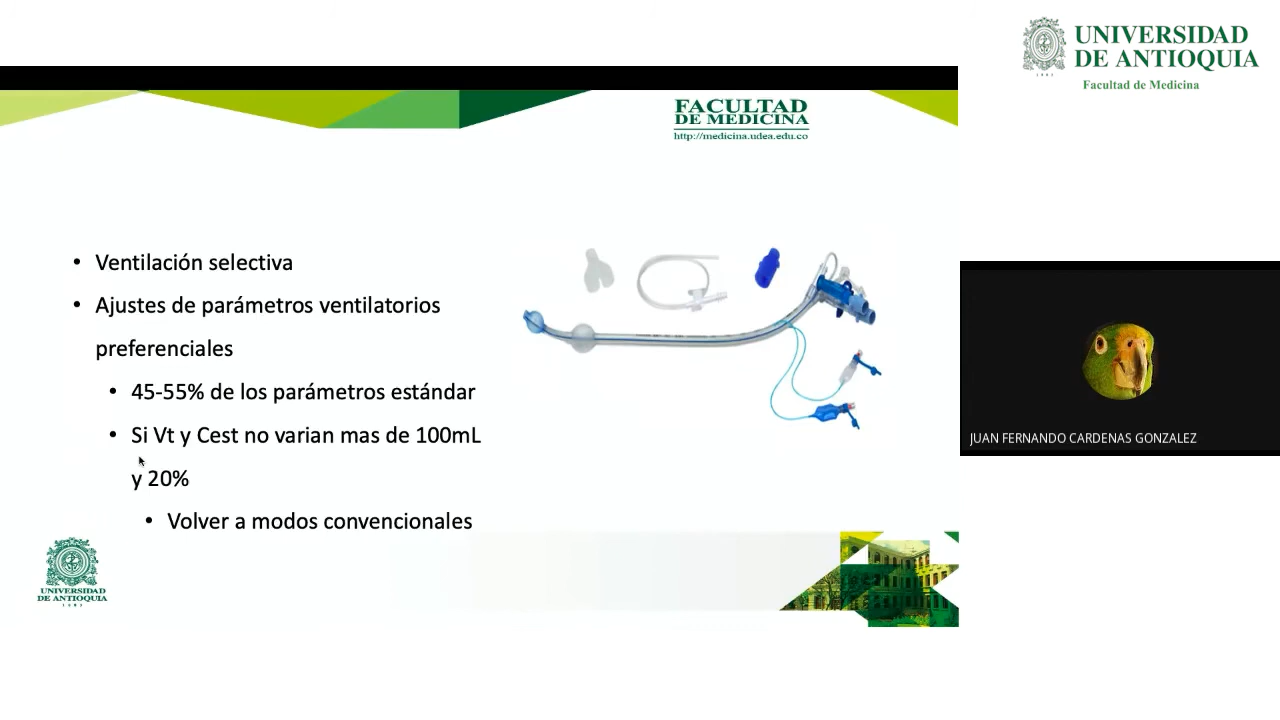 UNIVERSIDAD
DE ANTIOQUIA
1803
Facultad de Medicina
FACULTAD
DE MEDICINA
http://medicina.udea.edu.co
• Ventilación selectiva
• Ajustes de parámetros ventilatorios
preferenciales
• 45-55% de los parámetros estándar
• Si Vt y Cest no varian mas de 100mL
y 20%
• Volver a modos convencionales
JUAN FERNANDO CARDENAS GONZALEZ
UNIVERSIDAD
DE ANTIOQUIA
1803